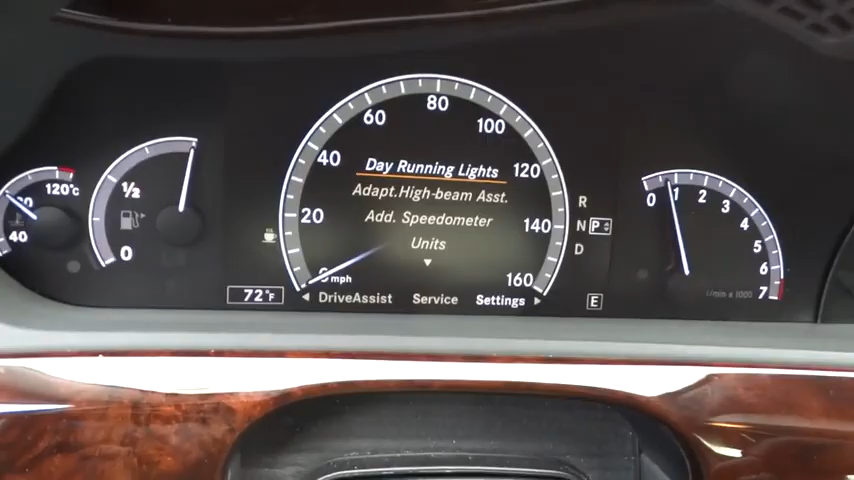 Day Running Lights
Adapt. High-beam Asst.
Add. Speedometer
Units
DriveAssist Service Settings
0 mph
20
40
60
80
100
120
140
160
72°F
120°C
40
½
0
R
N P
D
E
0
1
2
3
4
5
6
7
1/min x 1000